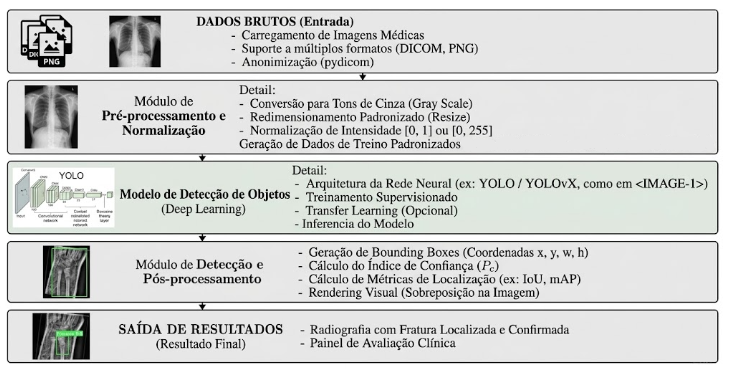 DADOS BRUTOS (Entrada)
- Carregamento de Imagens Médicas
- Suporte a múltiplos formatos (DICOM, PNG)
- Anonimização (pydicom)
PNG
Módulo de
Pré-processamento e
Normalização
Detail:
- Conversão para Tons de Cinza (Gray Scale)
- Redimensionamento Padronizado (Resize)
- Normalização de Intensidade [0, 1] ou [0, 255]
Geração de Dados de Treino Padronizados
YOLO
Input
Convolutional
network
Modelo de Detecção de Objetos
(Deep Learning)
Detail:
- Arquitetura da Rede Neural (ex: YOLO / YOLOvX, como em <IMAGE-1>)
- Treinamento Supervisionado
- Transfer Learning (Opcional)
- Inferencia do Modelo
Módulo de Detecção e
Pós-processamento
- Geração de Bounding Boxes (Coordenadas x, y, w, h)
- Cálculo do Índice de Confiança (Pc)
- Cálculo de Métricas de Localização (ex: IoU, mAP)
- Rendering Visual (Sobreposição na Imagem)
SAÍDA DE RESULTADOS
(Resultado Final)
- Radiografia com Fratura Localizada e Confirmada
- Painel de Avaliação Clínica